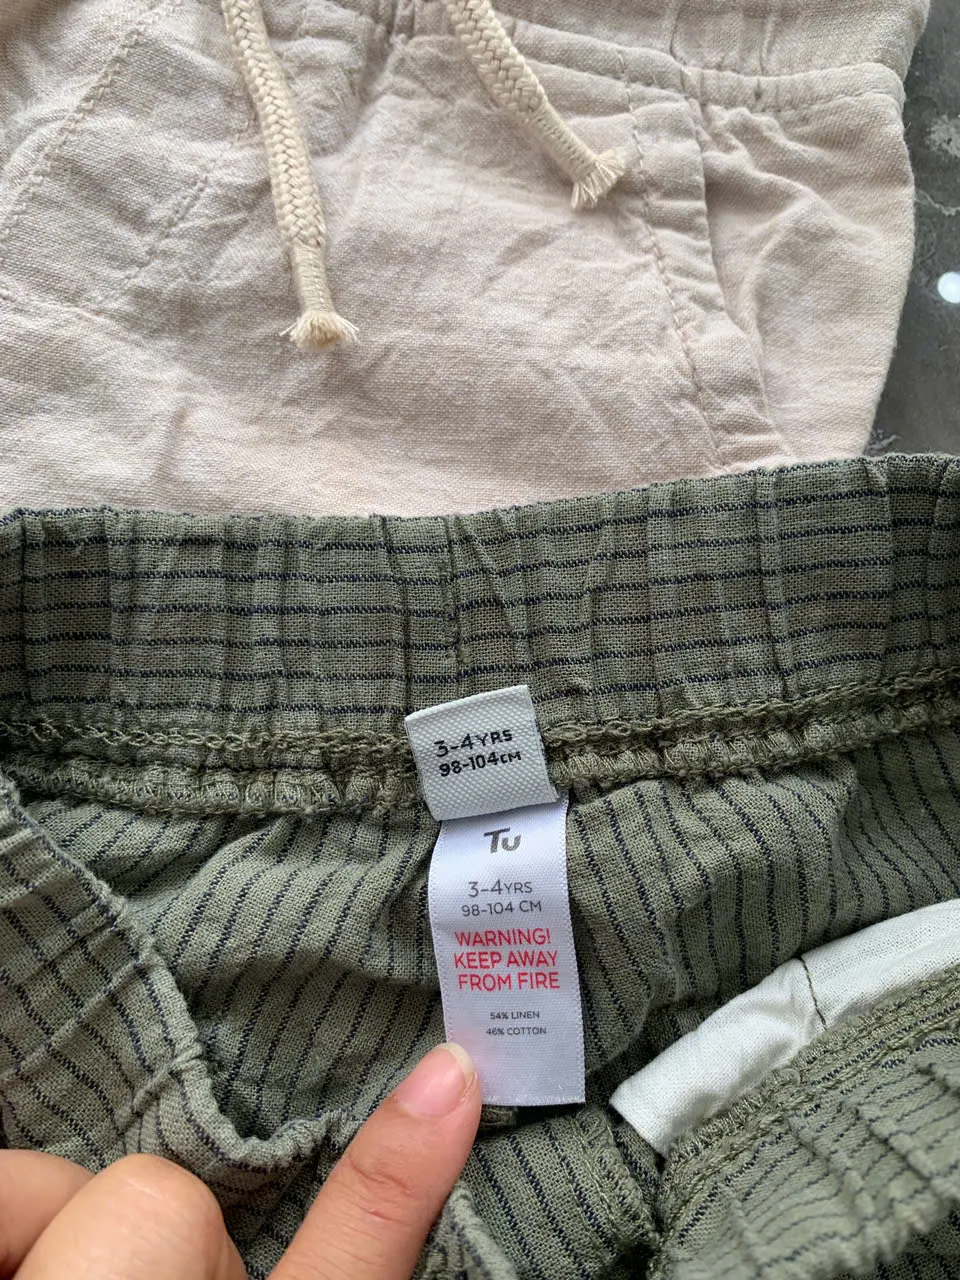 3-4YRS
98-104CM
Tu
3-4YRS
98-104 CM
WARNING!
KEEP AWAY
FROM FIRE
54% LINEN
46% COTTON